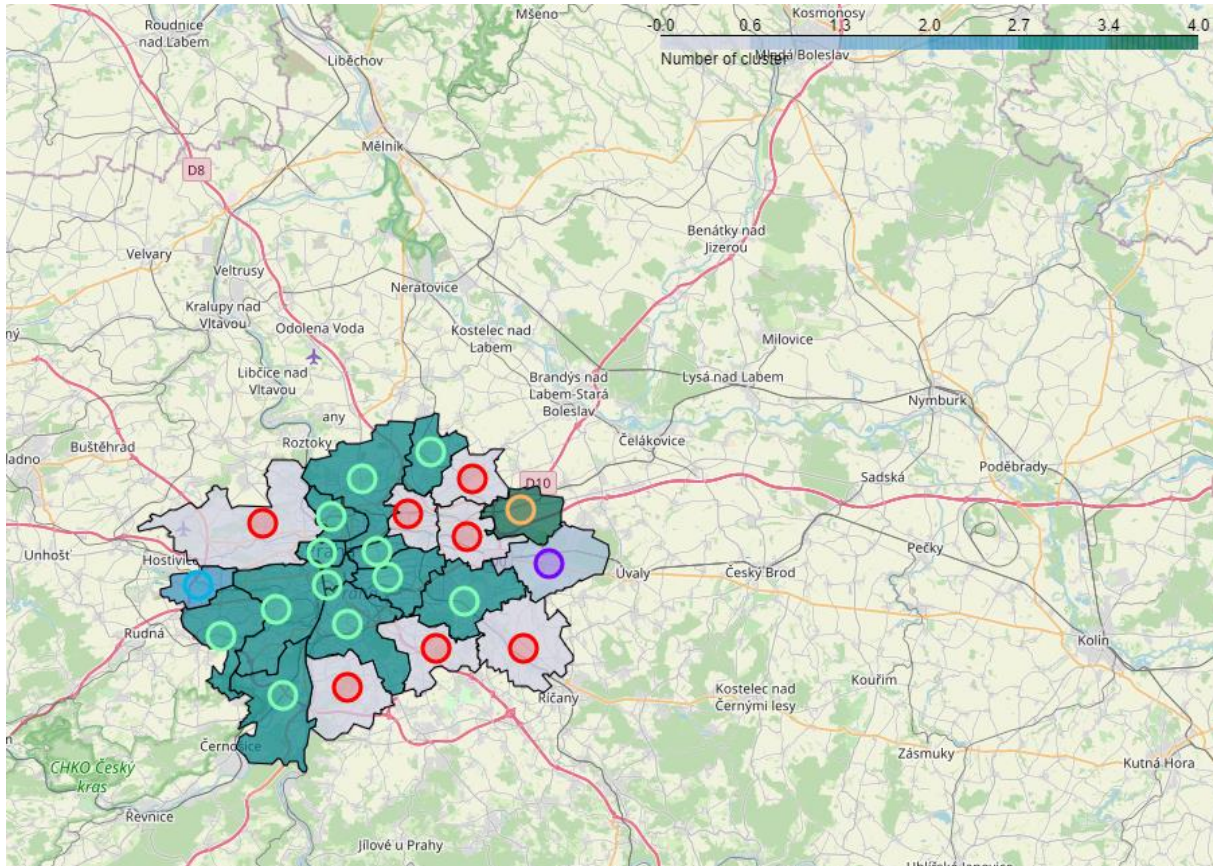 Roudnice
nad Labem
Mšeno
Kosmonosy
-0.0 0.6 1.3 2.0 2.7 3.4 4.0
Number of cluster
Mladá Boleslav
Liběchov
Mělník
D8
Benátky nad
Jizerou
Velvary
Veltrusy
Neratovice
Kralupy nad
Vltavou
Odolena Voda
Kostelec nad
Labem
ný
Milovice
Libčice nad
Vltavou
Brandýs nad
Labem-Stará
Boleslav
Lysá nad Labem
Nymburk
any
Roztoky
Čelákovice
Buštěhrad
ladno
D10
Sadská
Poděbrady
Unhošť
Hostivice
Pečky
Úvaly
Český Brod
Rudná
Kolín
Kouřim
Říčany
Kostelec nad
Černými lesy
Černošice
Zásmuky
CHKO Český
kras
Kutná Hora
Řevnice
Jílové u Prahy